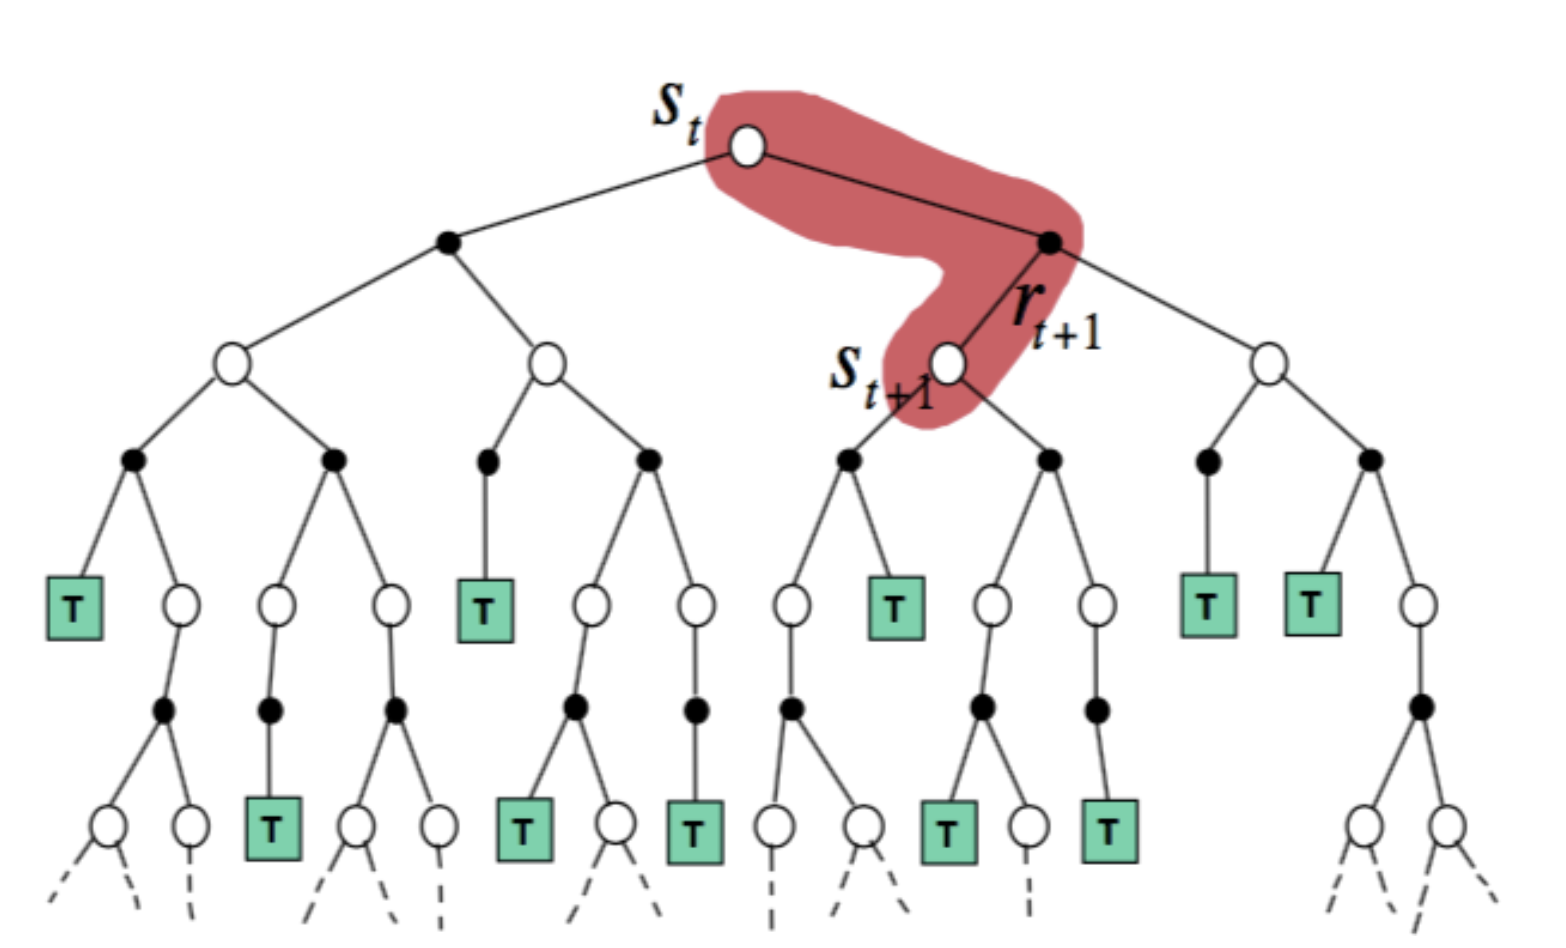 S_t
r_{t+1}
S_{t+1}
T T T T T T
T T T T T